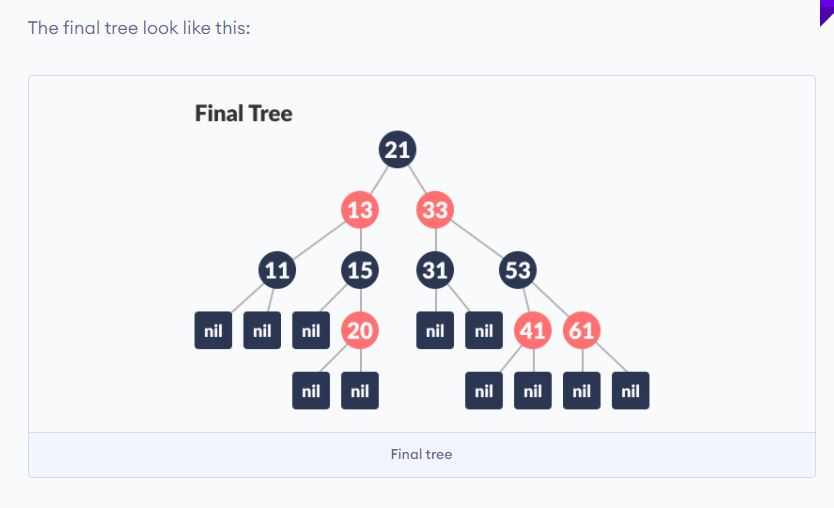 The final tree look like this:
Final Tree
21
13 33
11 15 31 53
nil nil nil 20 nil nil 41 61
nil nil nil nil nil nil
Final tree